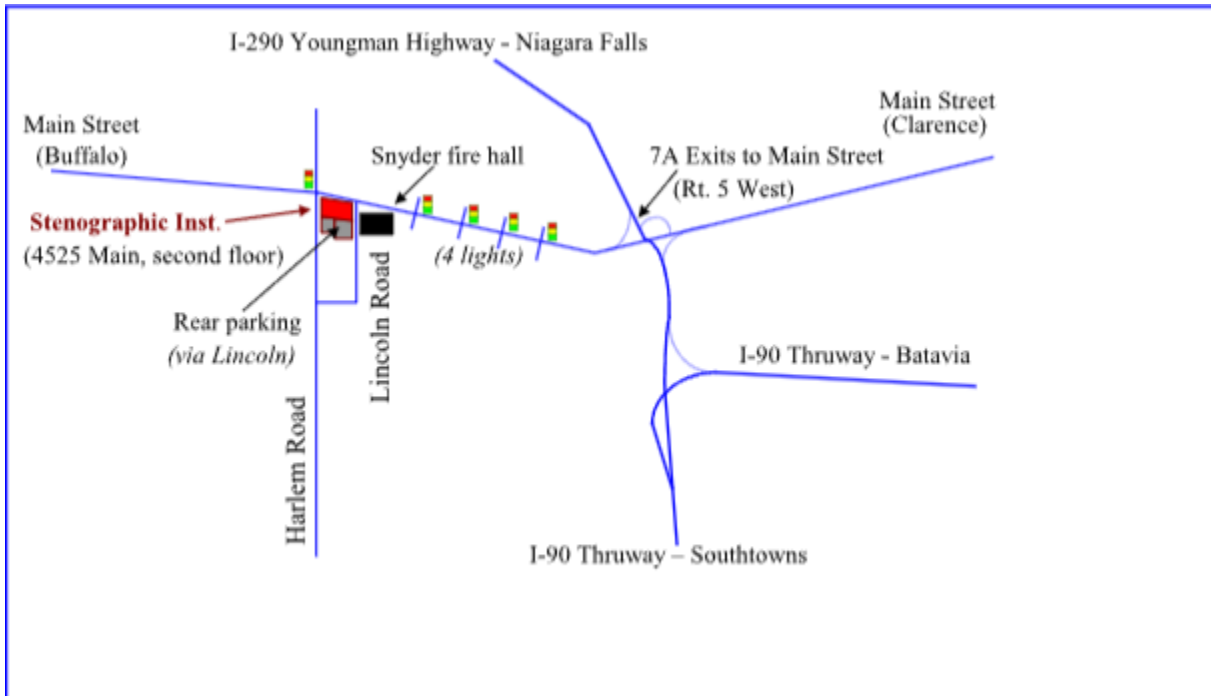 I-290 Youngman Highway - Niagara Falls
Main Street
(Clarence)
Main Street
(Buffalo)
Snyder fire hall
7A Exits to Main Street
(Rt. 5 West)
Stenographic Inst.
(4525 Main, second floor)
(4 lights)
Rear parking
(via Lincoln)
Lincoln Road
I-90 Thruway - Batavia
Harlem Road
I-90 Thruway – Southtowns